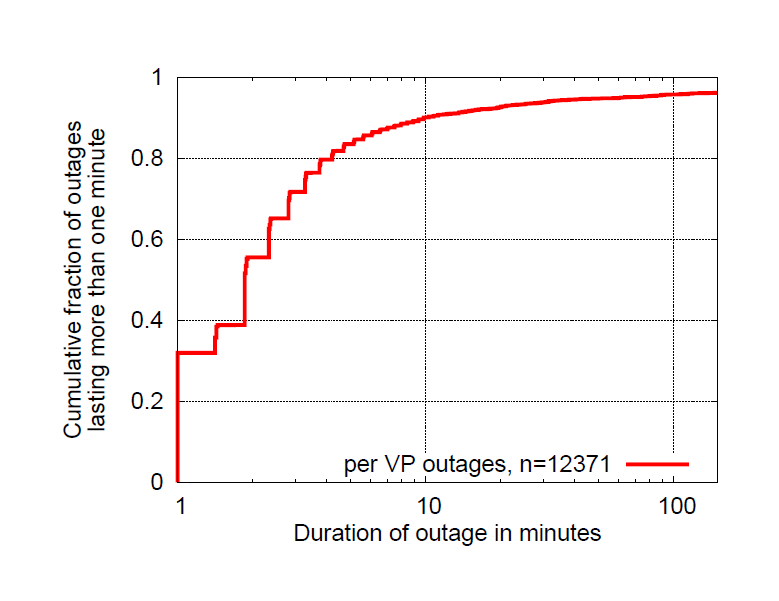 1
0.8
0.6
0.4
0.2
0
Cumulative fraction of outages
lasting more than one minute
per VP outages, n=12371
1 10 100
Duration of outage in minutes